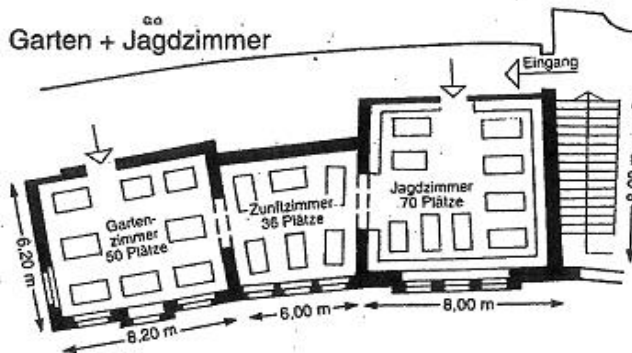 Garten + Jagdzimmer
Eingang
Garten-
zimmer
50 Plätze
Zunftzimmer
36 Plätze
Jagdzimmer
70 Plätze
6,20 m
8,20 m
6,00 m
8,00 m